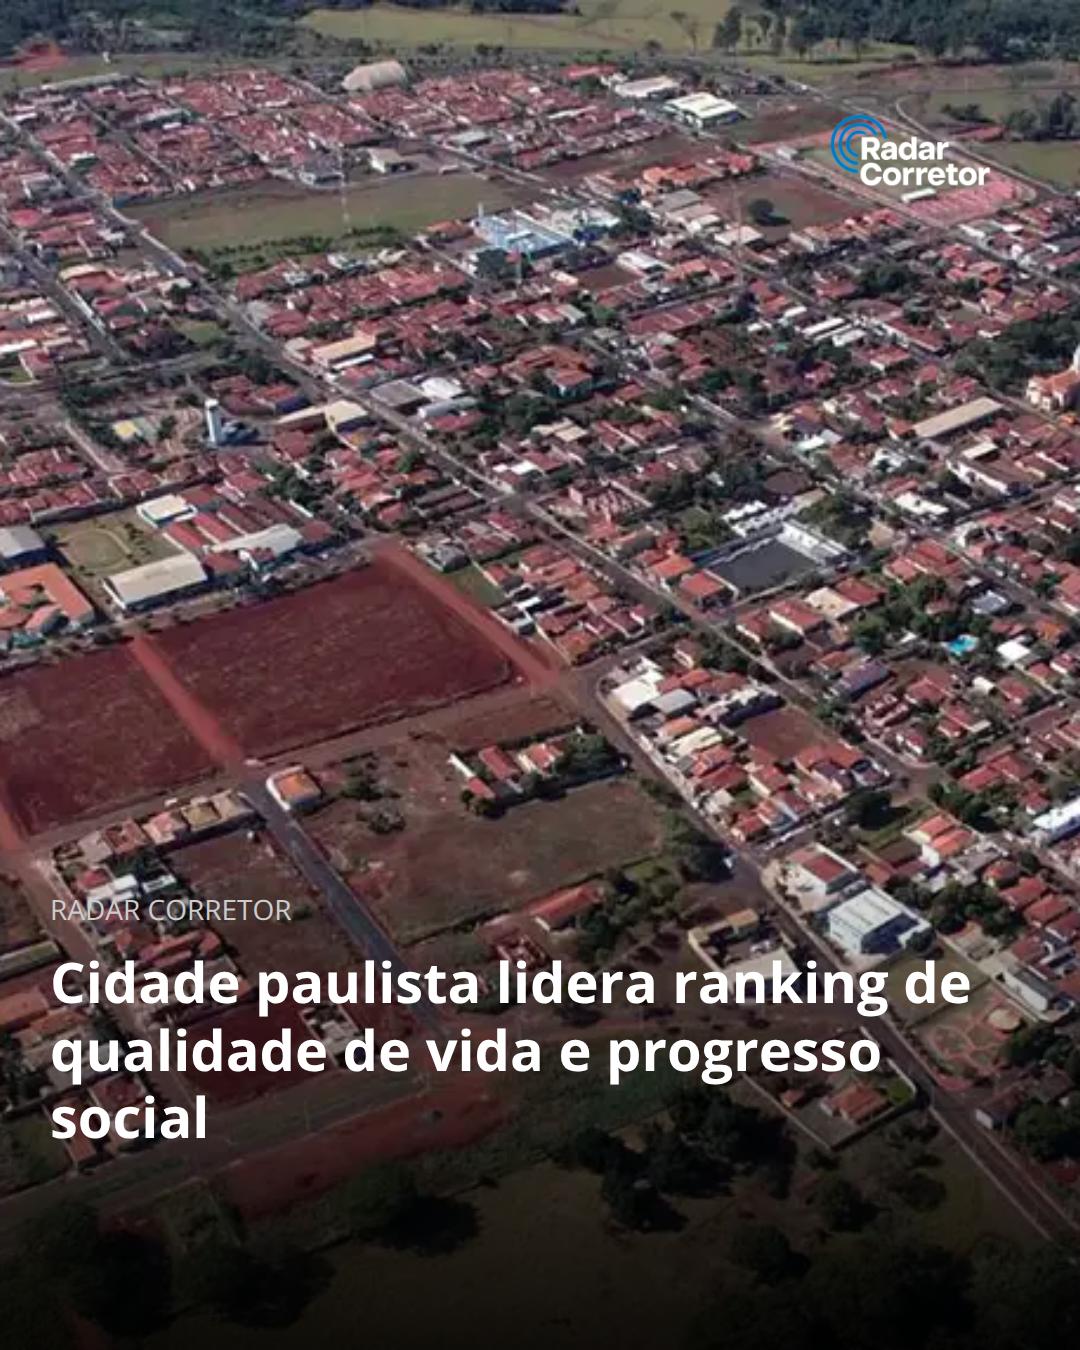 Radar
Corretor
RADAR CORRETOR
Cidade paulista lidera ranking de
qualidade de vida e progresso
social